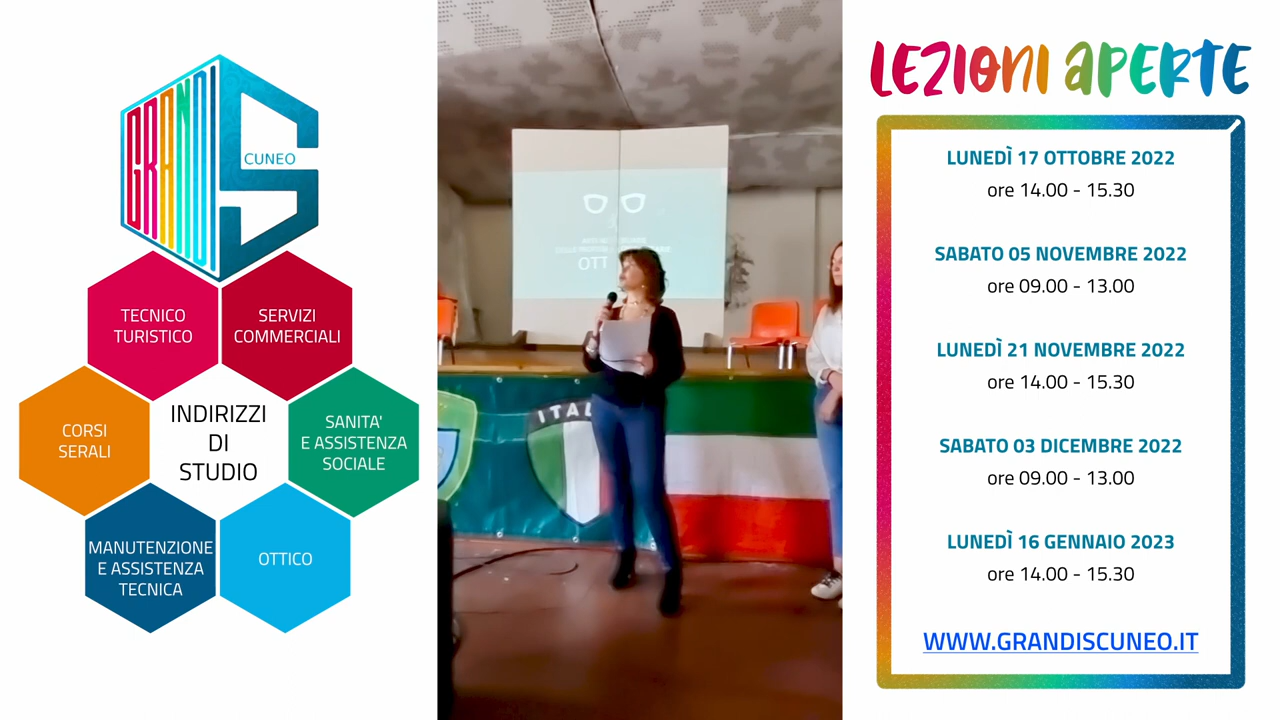 GRANDI
S
CUNEO
TECNICO
TURISTICO
SERVIZI
COMMERCIALI
CORSI
SERALI
INDIRIZZI
DI
STUDIO
SANITA'
E ASSISTENZA
SOCIALE
MANUTENZIONE
E ASSISTENZA
TECNICA
OTTICO
OTT
ITAL
LEZIONI APERTE
LUNEDÌ 17 OTTOBRE 2022
ore 14.00 - 15.30
SABATO 05 NOVEMBRE 2022
ore 09.00 - 13.00
LUNEDÌ 21 NOVEMBRE 2022
ore 14.00 - 15.30
SABATO 03 DICEMBRE 2022
ore 09.00 - 13.00
LUNEDÌ 16 GENNAIO 2023
ore 14.00 - 15.30
WWW.GRANDISCUNEO.IT